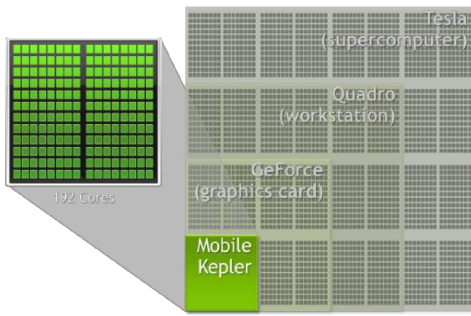 Tesla
(supercomputer)
Quadro
(workstation)
GeForce
(graphics card)
Mobile
Kepler
192 Cores